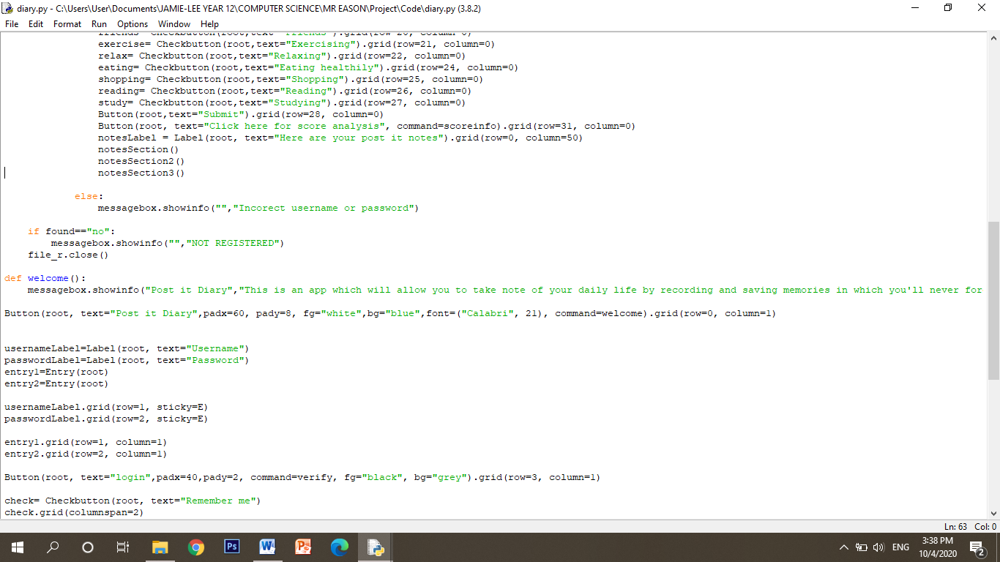 diary.py - C:\Users\User\Documents\JAMIE-LEE YEAR 12\COMPUTER SCIENCE\MR EASON\Project\Code\diary.py (3.8.2)
File Edit Format Run Options Window Help
exercise= Checkbutton(root,text="Exercising").grid(row=21, column=0)
relax= Checkbutton(root,text="Relaxing").grid(row=22, column=0)
eating= Checkbutton(root,text="Eating healthily").grid(row=24, column=0)
shopping= Checkbutton(root,text="Shopping").grid(row=25, column=0)
reading= Checkbutton(root,text="Reading").grid(row=26, column=0)
study= Checkbutton(root,text="Studying").grid(row=27, column=0)
Button(root,text="Submit").grid(row=28, column=0)
Button(root, text="Click here for score analysis", command=scoreinfo).grid(row=31, column=0)
notesLabel = Label(root, text="Here are your post it notes").grid(row=0, column=50)
notesSection()
notesSection2()
notesSection3()
else:
messagebox.showinfo("","Incorect username or password")
if found=="no":
messagebox.showinfo("","NOT REGISTERED")
file_r.close()
def welcome():
messagebox.showinfo("Post it Diary","This is an app which will allow you to take note of your daily life by recording and saving memories in which you'll never for
Button(root, text="Post it Diary",padx=60, pady=8, fg="white",bg="blue",font=("Calabri", 21), command=welcome).grid(row=0, column=1)
usernameLabel=Label(root, text="Username")
passwordLabel=Label(root, text="Password")
entry1=Entry(root)
entry2=Entry(root)
usernameLabel.grid(row=1, sticky=E)
passwordLabel.grid(row=2, sticky=E)
entry1.grid(row=1, column=1)
entry2.grid(row=2, column=1)
Button(root, text="login",padx=40,pady=2, command=verify, fg="black", bg="grey").grid(row=3, column=1)
check= Checkbutton(root, text="Remember me")
check.grid(columnspan=2)
Ln: 63 Col: 0
Ps
ENG
3:38 PM
10/4/2020
2